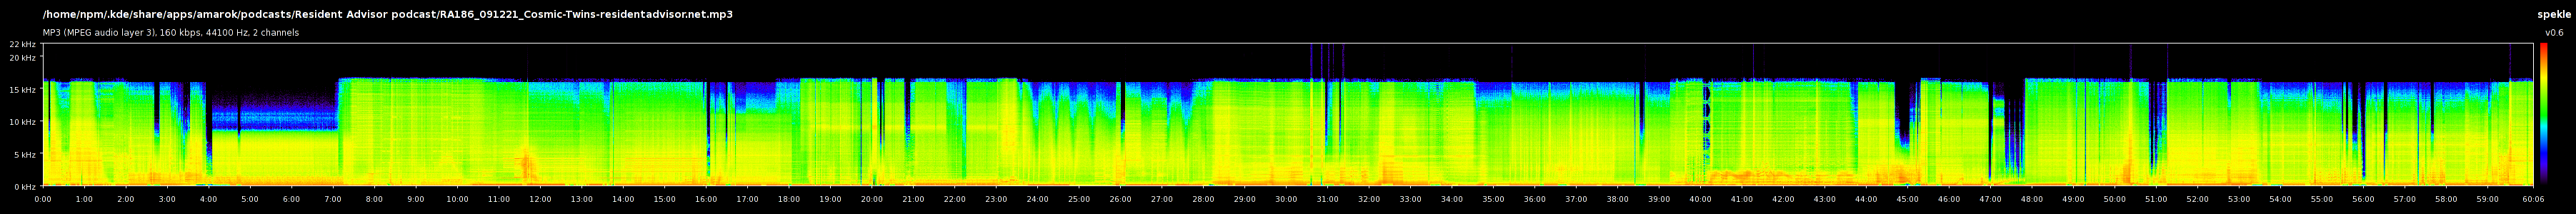 /home/npm/.kde/share/apps/amarok/podcasts/Resident Advisor podcast/RA186_091221_Cosmic-Twins-residentadvisor.net.mp3
spekle
MP3 (MPEG audio layer 3), 160 kbps, 44100 Hz, 2 channels
v0.6
22 kHz
20 kHz
15 kHz
10 kHz
5 kHz
0 kHz
0:00 1:00 2:00 3:00 4:00 5:00 6:00 7:00 8:00 9:00 10:00 11:00 12:00 13:00 14:00 15:00 16:00 17:00 18:00 19:00 20:00 21:00 22:00 23:00 24:00 25:00 26:00 27:00 28:00 29:00 30:00 31:00 32:00 33:00 34:00 35:00 36:00 37:00 38:00 39:00 40:00 41:00 42:00 43:00 44:00 45:00 46:00 47:00 48:00 49:00 50:00 51:00 52:00 53:00 54:00 55:00 56:00 57:00 58:00 59:00 60:06